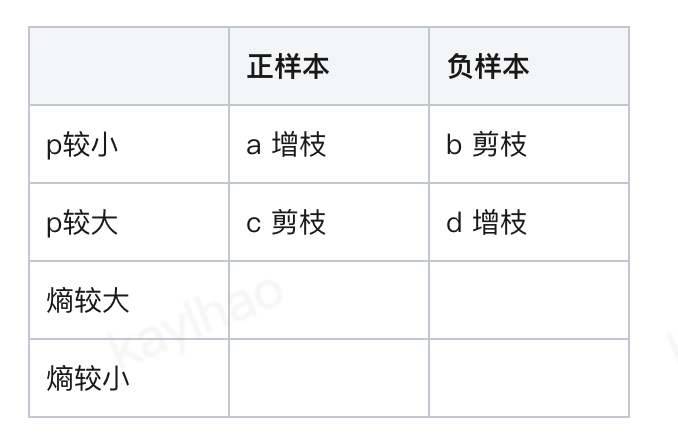 正样本 负样本
p较小 a 增枝 b 剪枝
p较大 c 剪枝 d 增枝
熵较大
kaylhao
熵较小